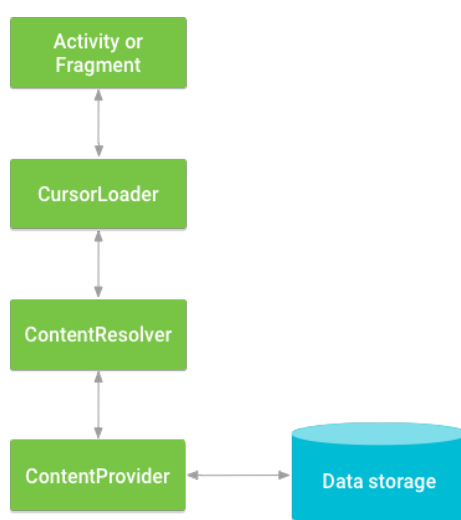 Activity or
Fragment
CursorLoader
ContentResolver
ContentProvider
Data storage